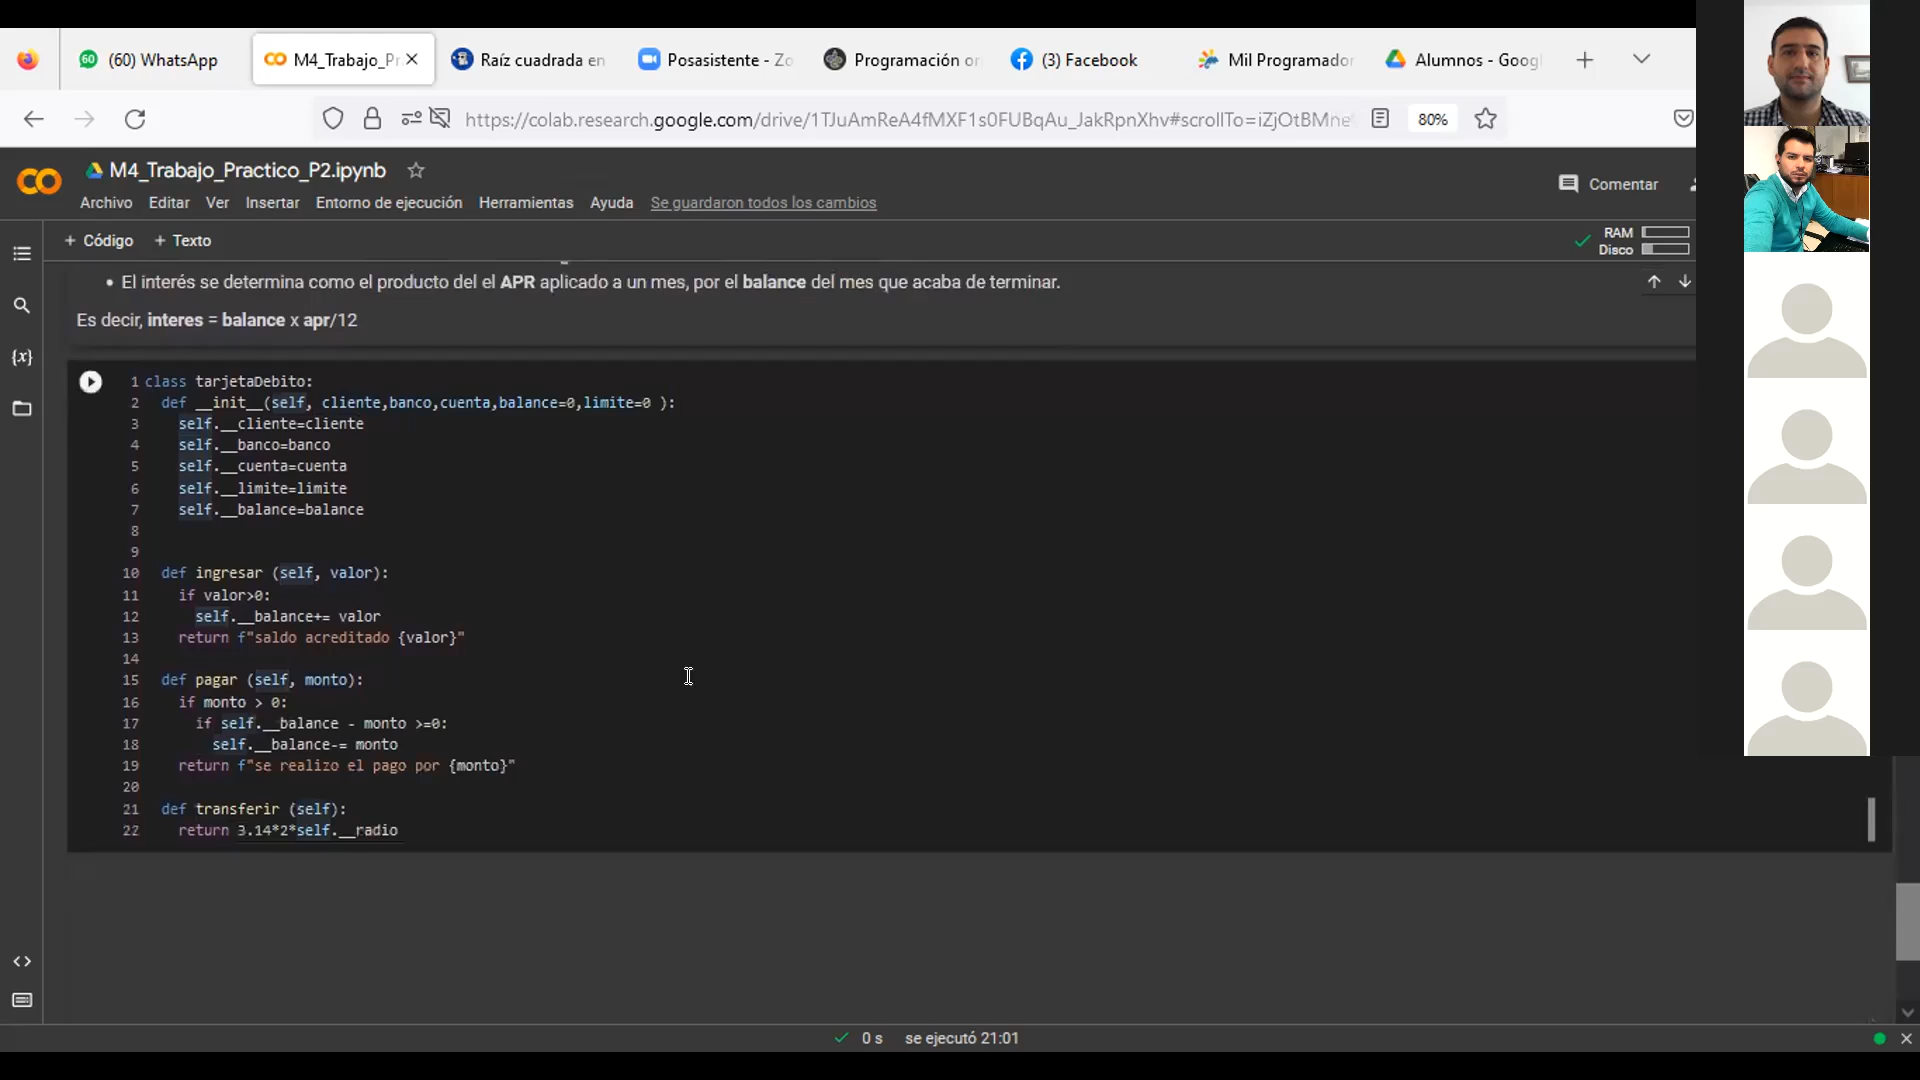 (60) WhatsApp
M4_Trabajo_Pr
Raíz cuadrada en
Posasistente - Zo
Programación or
(3) Facebook
Mil Programador
Alumnos - Googl
https://colab.research.google.com/drive/1TJuAmReA4fMXF1s0FUBqAu_JakRpnXhv#scrollTo=iZjOtBMne
80%
M4_Trabajo_Practico_P2.ipynb
Comentar
Archivo Editar Ver Insertar Entorno de ejecución Herramientas Ayuda Se guardaron todos los cambios
+ Código + Texto
RAM
Disco
• El interés se determina como el producto del el APR aplicado a un mes, por el balance del mes que acaba de terminar.
Es decir, interes = balance x apr/12
1 class tarjetaDebito:
2 def __init__(self, cliente,banco,cuenta,balance=0,limite=0 ):
3 self.__cliente=cliente
4 self.__banco=banco
5 self.__cuenta=cuenta
6 self.__limite=limite
7 self.__balance=balance
8
9
10 def ingresar (self, valor):
11 if valor>0:
12 self.__balance+= valor
13 return f"saldo acreditado {valor}"
14
15 def pagar (self, monto):
16 if monto > 0:
17 if self.__balance - monto >=0:
18 self.__balance-= monto
19 return f"se realizo el pago por {monto}"
20
21 def transferir (self):
22 return 3.14*2*self.__radio
0 s se ejecutó 21:01